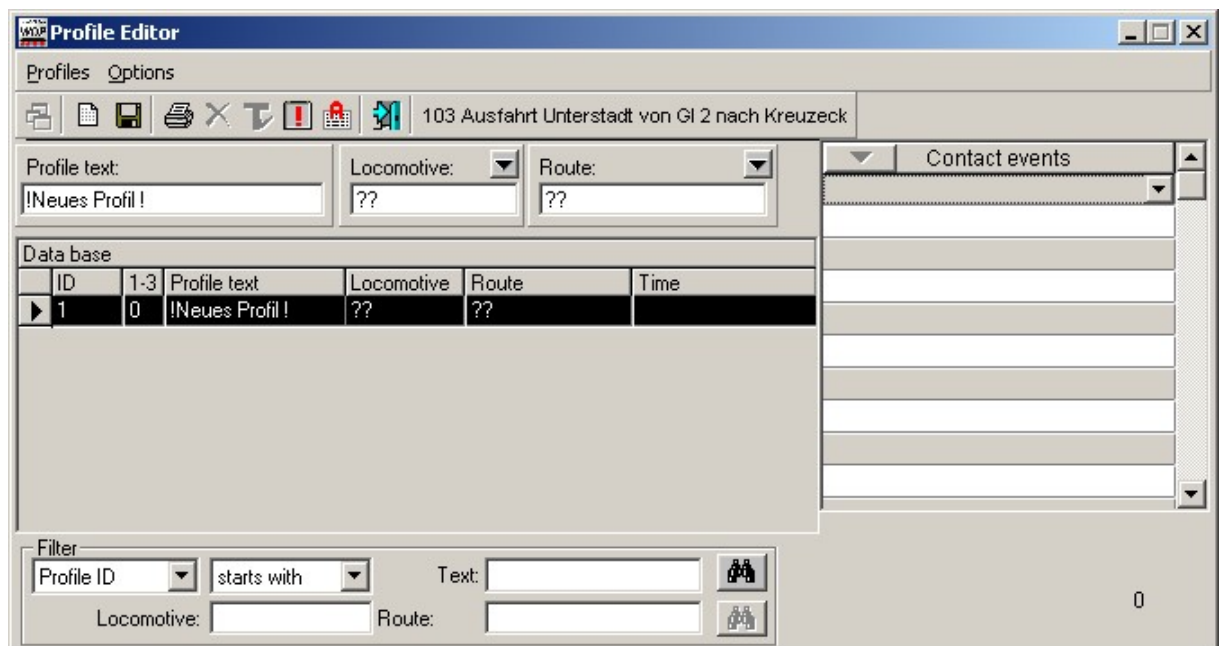 Profile Editor
Profiles Options
103 Ausfahrt Unterstadt von Gl 2 nach Kreuzeck
Profile text: Locomotive: Route:
!Neues Profil ! ?? ??
Contact events
Data base
ID 1-3 Profile text Locomotive Route Time
1 0 !Neues Profil ! ?? ??
Filter
Profile ID starts with Text:
Locomotive: Route:
0